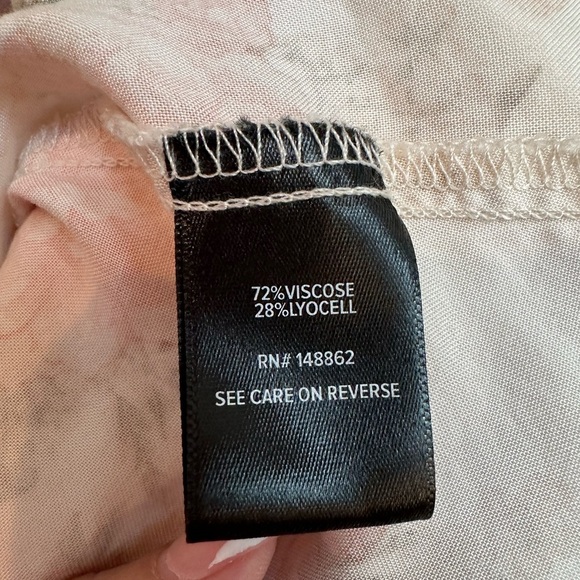 72%VISCOSE
28%LYOCELL
RN# 148862
SEE CARE ON REVERSE